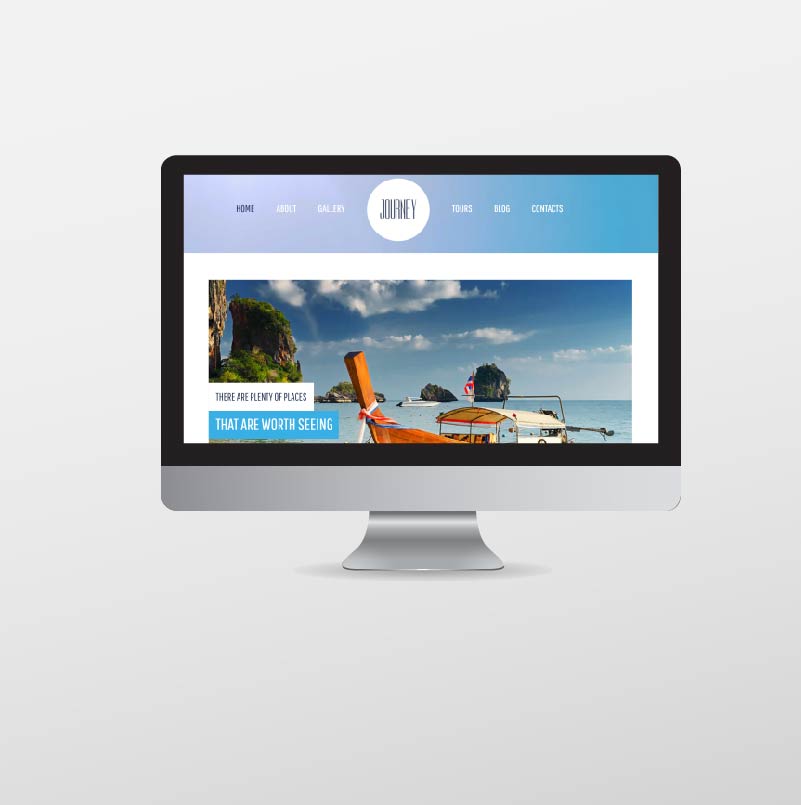 HOME ABOUT GALLERY JOURNEY TOURS BLOG CONTACTS
THERE ARE PLENTY OF PLACES
THAT ARE WORTH SEEING